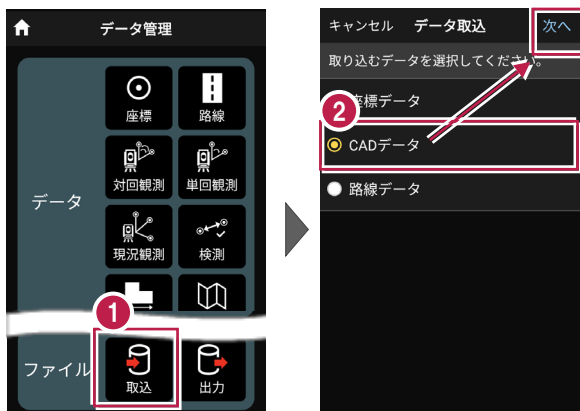 データ管理
データ
座標
路線
対回観測
単回観測
現況観測
検測
1
ファイル
取込
出力
キャンセル データ取込 次へ
取り込むデータを選択してください。
2
座標データ
CADデータ
路線データ